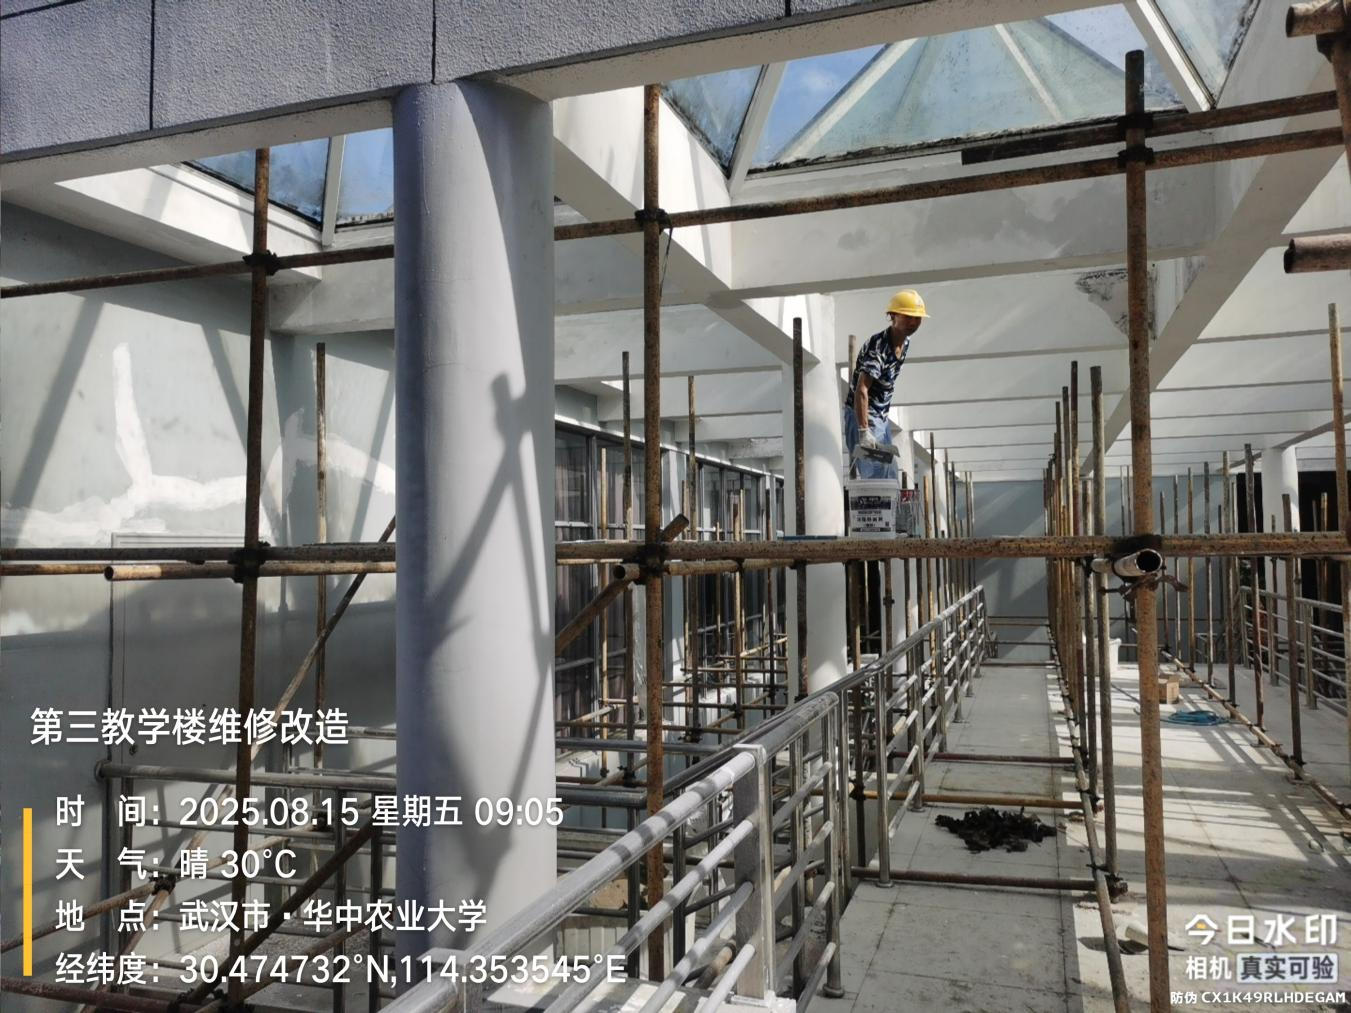 第三教学楼维修改造
时 间：2025.08.15 星期五 09:05
天 气：晴 30°C
地 点：武汉市·华中农业大学
经纬度：30.474732°N,114.353545°E
今日水印
相机 真实可验
防伪 CX1K49RLHDEGAM